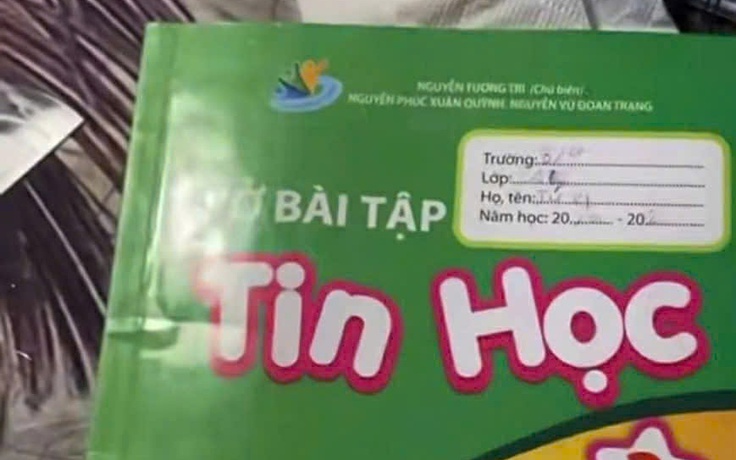 NGUYỄN TƯƠNG TRI (Chủ biên)
NGUYỄN PHÚC XUÂN QUỲNH, NGUYỄN VŨ ĐOAN TRANG
Trường:
Lớp:
Họ, tên:
Năm học: 20 - 20
BÀI TẬP
Tin Học